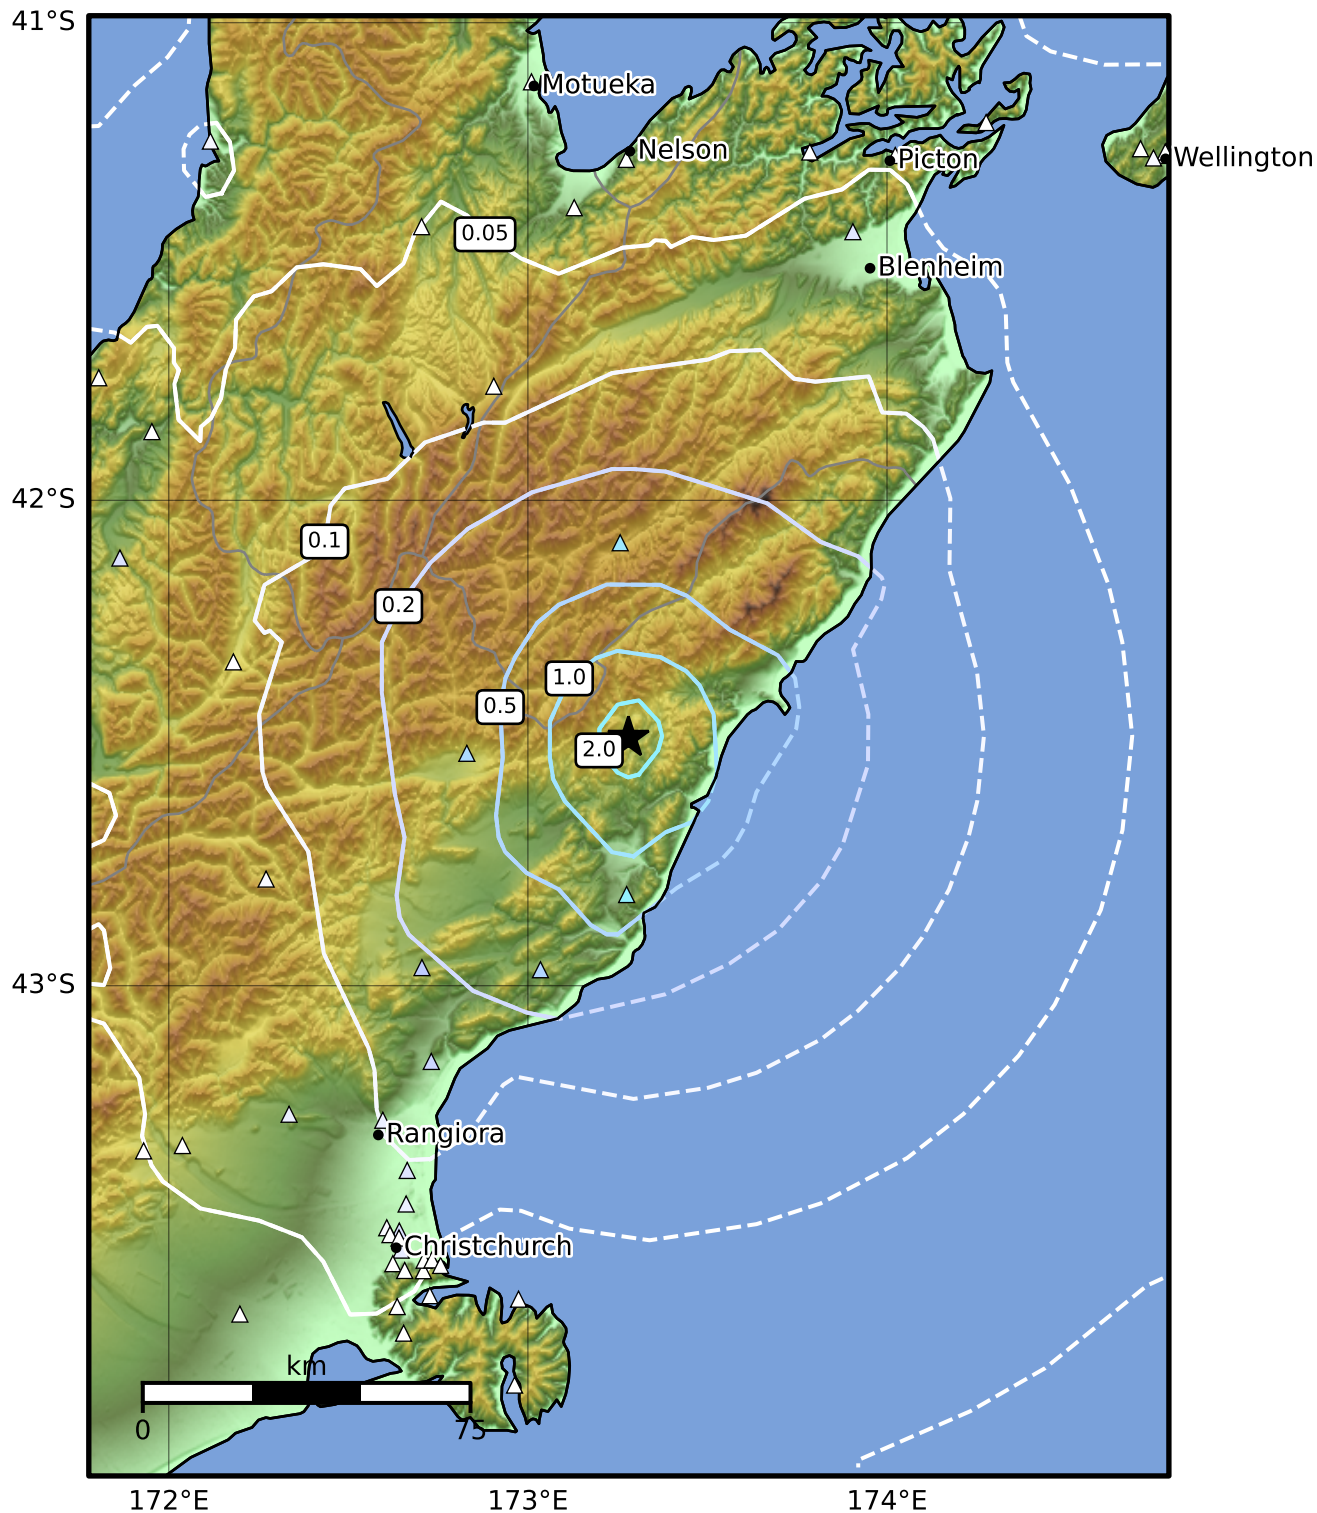 41°S
Motueka
Nelson
Picton
Wellington
0.05
Blenheim
42°S
0.1
0.2
1.0
0.5
2.0
43°S
Rangiora
Christchurch
km
0
75
172°E
173°E
174°E